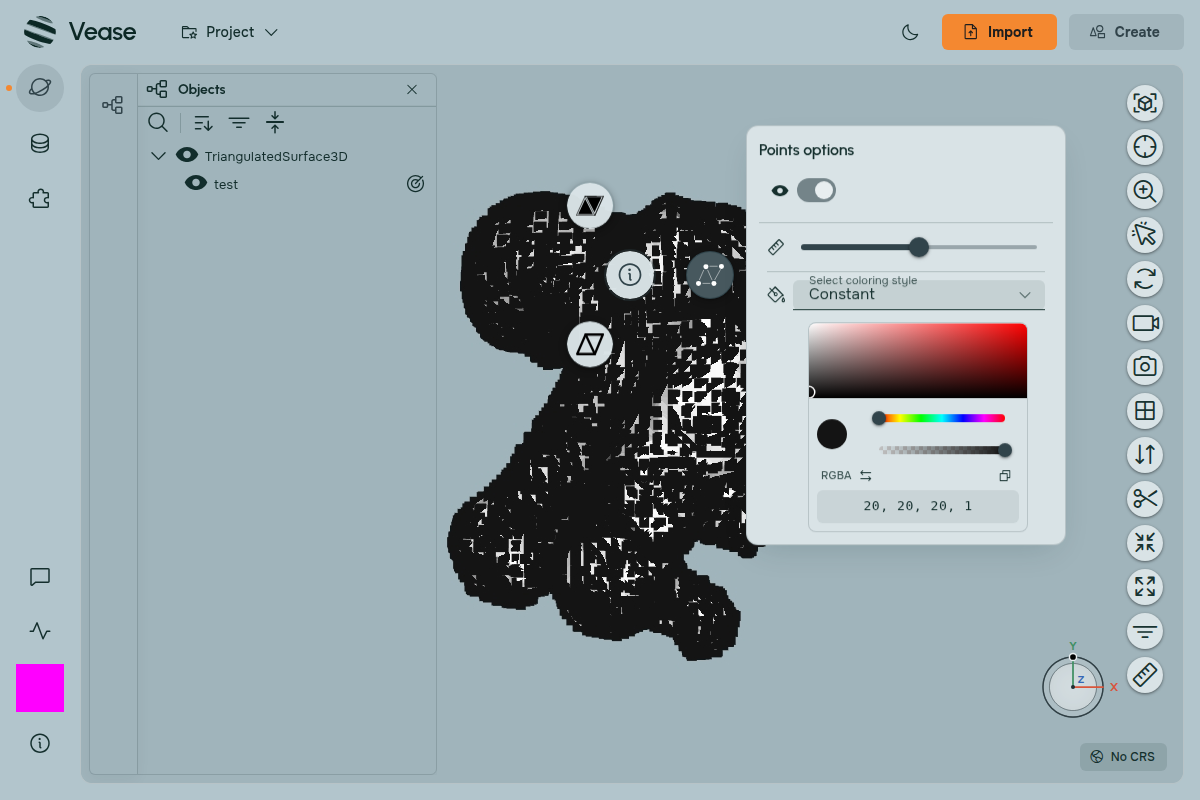 Vease
Project
Import
Create
Objects
TriangulatedSurface3D
test
Points options
Select coloring style
Constant
RGBA
20, 20, 20, 1
Y
Z
X
No CRS